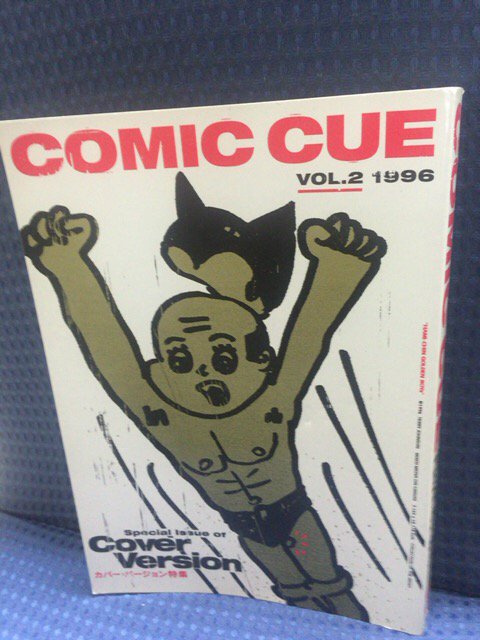 COMIC CUE
VOL.2 1996
Special Issue of
Cover
Version
カバー・バージョン特集